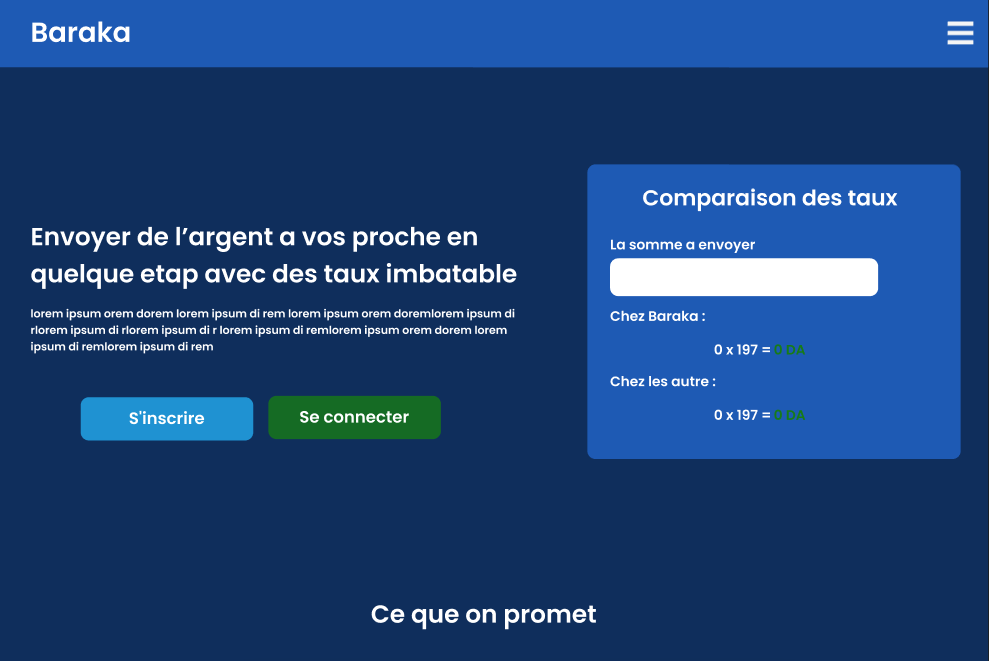 Baraka
Envoyer de l'argent a vos proche en
quelque etap avec des taux imbatable
lorem ipsum orem dorem lorem ipsum di rem lorem ipsum orem doremlorem ipsum di
rlorem ipsum di rlorem ipsum di r lorem ipsum di remlorem ipsum orem dorem lorem
ipsum di remlorem ipsum di rem
S'inscrire
Se connecter
Comparaison des taux
La somme a envoyer
Chez Baraka :
0 x 197 = 0 DA
Chez les autre :
0 x 197 = 0 DA
Ce que on promet